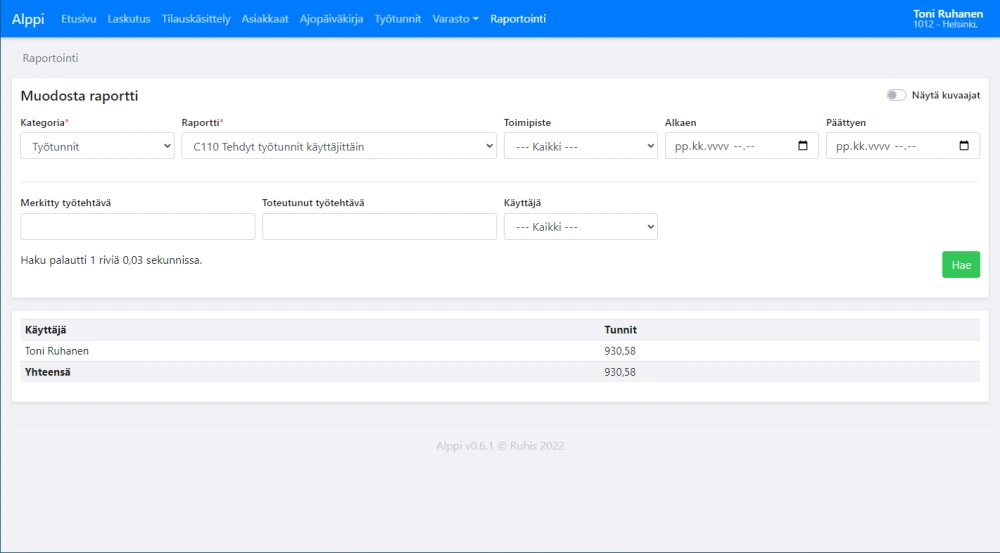 Alppi Etusivu Laskutus Tilauskäsittely Asiakkaat Ajopäiväkirja Työtunnit Varasto Raportointi Toni Ruhanen
1012 - Helsinki,
Raportointi
Muodosta raportti Näytä kuvaajat
Kategoria* Raportti* Toimipiste Alkaen Päättyen
Työtunnit C110 Tehdyt työtunnit käyttäjittäin --- Kaikki --- pp.kk.vvvv --.-- pp.kk.vvvv --.--
Merkitty työtehtävä Toteutunut työtehtävä Käyttäjä
--- Kaikki ---
Haku palautti 1 riviä 0,03 sekunnissa. Hae
Käyttäjä Tunnit
Toni Ruhanen 930,58
Yhteensä 930,58
Alppi v0.6.1 © Ruhis 2022